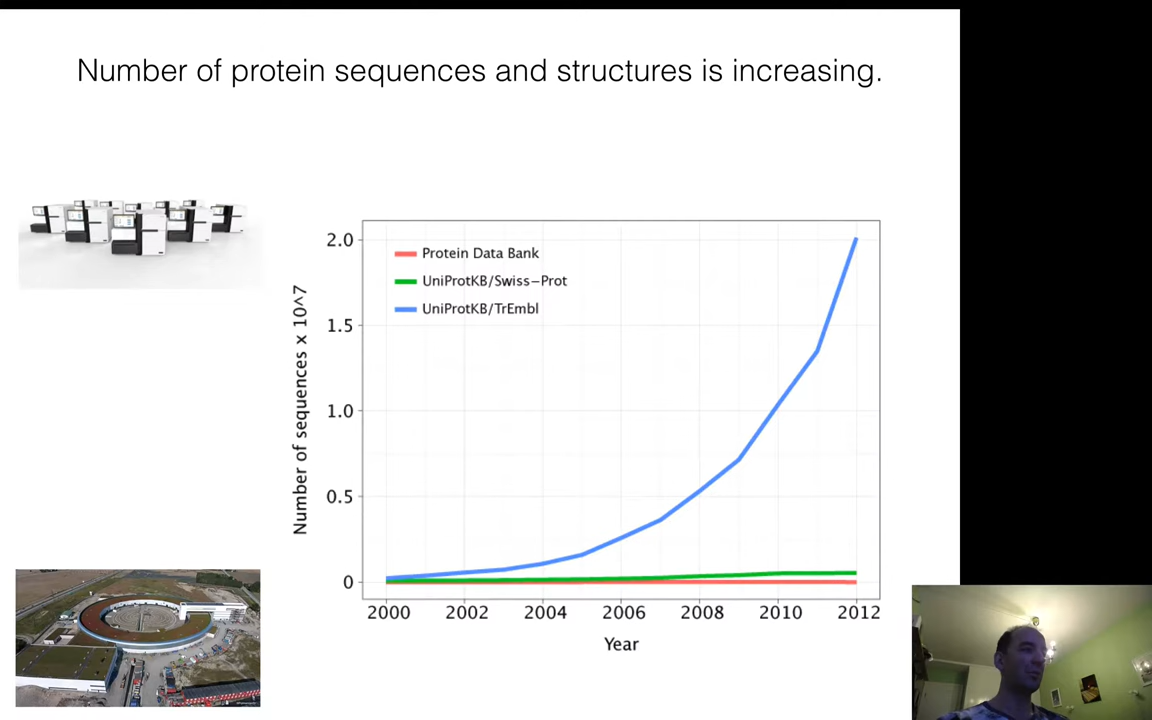 Number of protein sequences and structures is increasing.
Protein Data Bank
UniProtKB/Swiss−Prot
UniProtKB/TrEmbl
Number of sequences x 10^7
2.0
1.5
1.0
0.5
0
2000 2002 2004 2006 2008 2010 2012
Year